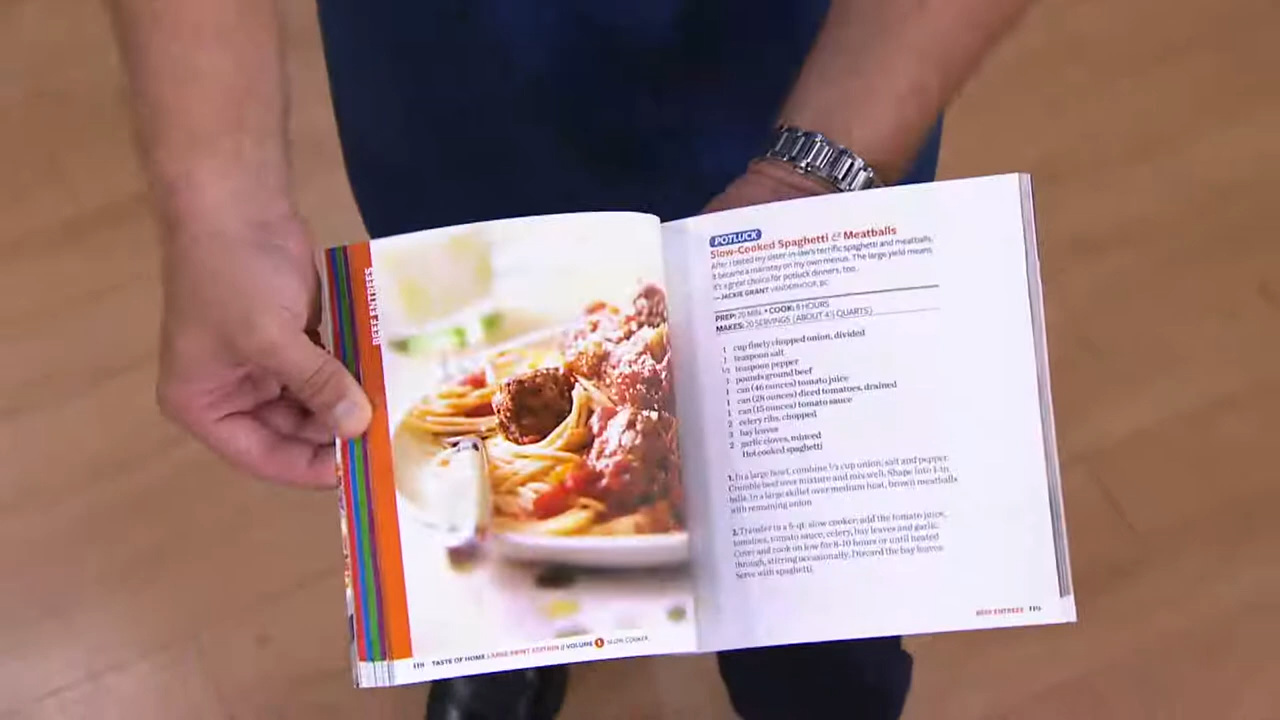 BEEF ENTREES
118 TASTE OF HOME LARGE PRINT EDITION // VOLUME 1 SLOW COOKER
POTLUCK
Slow-Cooked Spaghetti & Meatballs
After I tasted my sister-in-law's terrific spaghetti and meatballs,
it became a mainstay on my own menus. The large yield means
it's a great choice for potluck dinners, too.
—JACKIE GRANT VANDERHOOF, BC
PREP: 20 MIN. • COOK: 8 HOURS
MAKES: 20 SERVINGS (ABOUT 4½ QUARTS)
1 cup finely chopped onion, divided
1 teaspoon salt
½ teaspoon pepper
pounds ground beef
1 can (46 ounces) tomato juice
1 can (28 ounces) diced tomatoes, drained
1 can (15 ounces) tomato sauce
2 celery ribs, chopped
3 bay leaves
2 garlic cloves, minced
Hot cooked spaghetti
1. In a large bowl, combine ½ cup onion, salt and pepper.
Crumble beef over mixture and mix well. Shape into 1-in.
balls. In a large skillet over medium heat, brown meatballs
with remaining onion.
2. Transfer to a 6-qt. slow cooker; add the tomato juice,
tomatoes, tomato sauce, celery, bay leaves and garlic.
Cover and cook on low for 8-10 hours or until heated
through, stirring occasionally. Discard the bay leaves.
Serve with spaghetti.
BEEF ENTREES 119